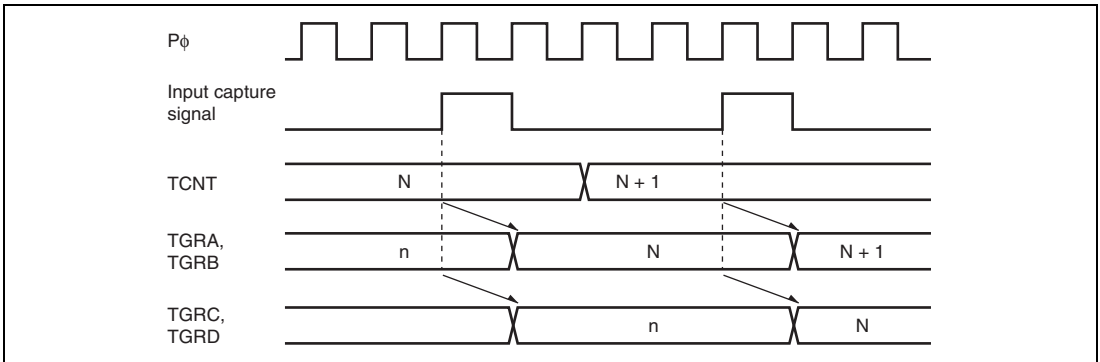 Pϕ
Input capture
signal
TCNT
N
N + 1
TGRA,
TGRB
n
N
N + 1
TGRC,
TGRD
n
N